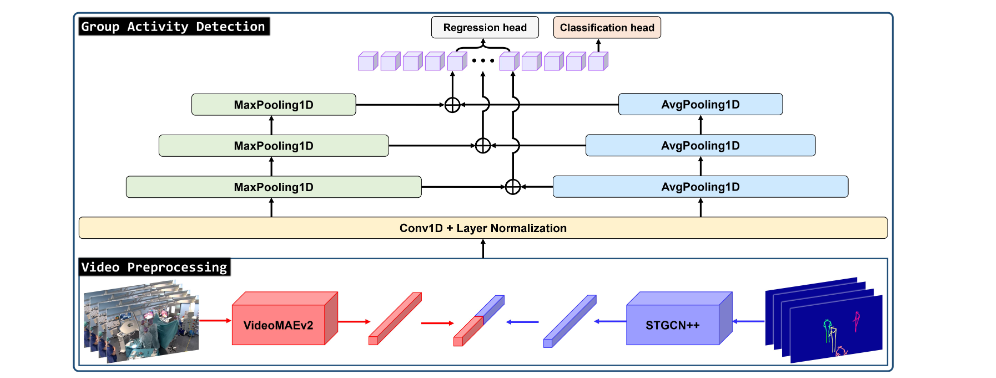 Group Activity Detection
Regression head
Classification head
MaxPooling1D
AvgPooling1D
MaxPooling1D
AvgPooling1D
MaxPooling1D
AvgPooling1D
Conv1D + Layer Normalization
Video Preprocessing
VideoMAEv2
STGCN++